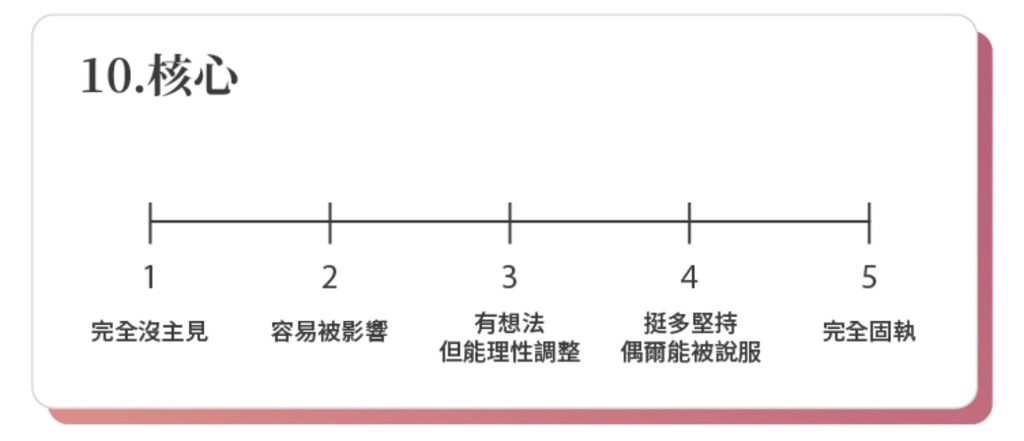 10.核心
1
2
3
4
5
完全沒主見
容易被影響
有想法
但能理性調整
挺多堅持
偶爾能被說服
完全固執